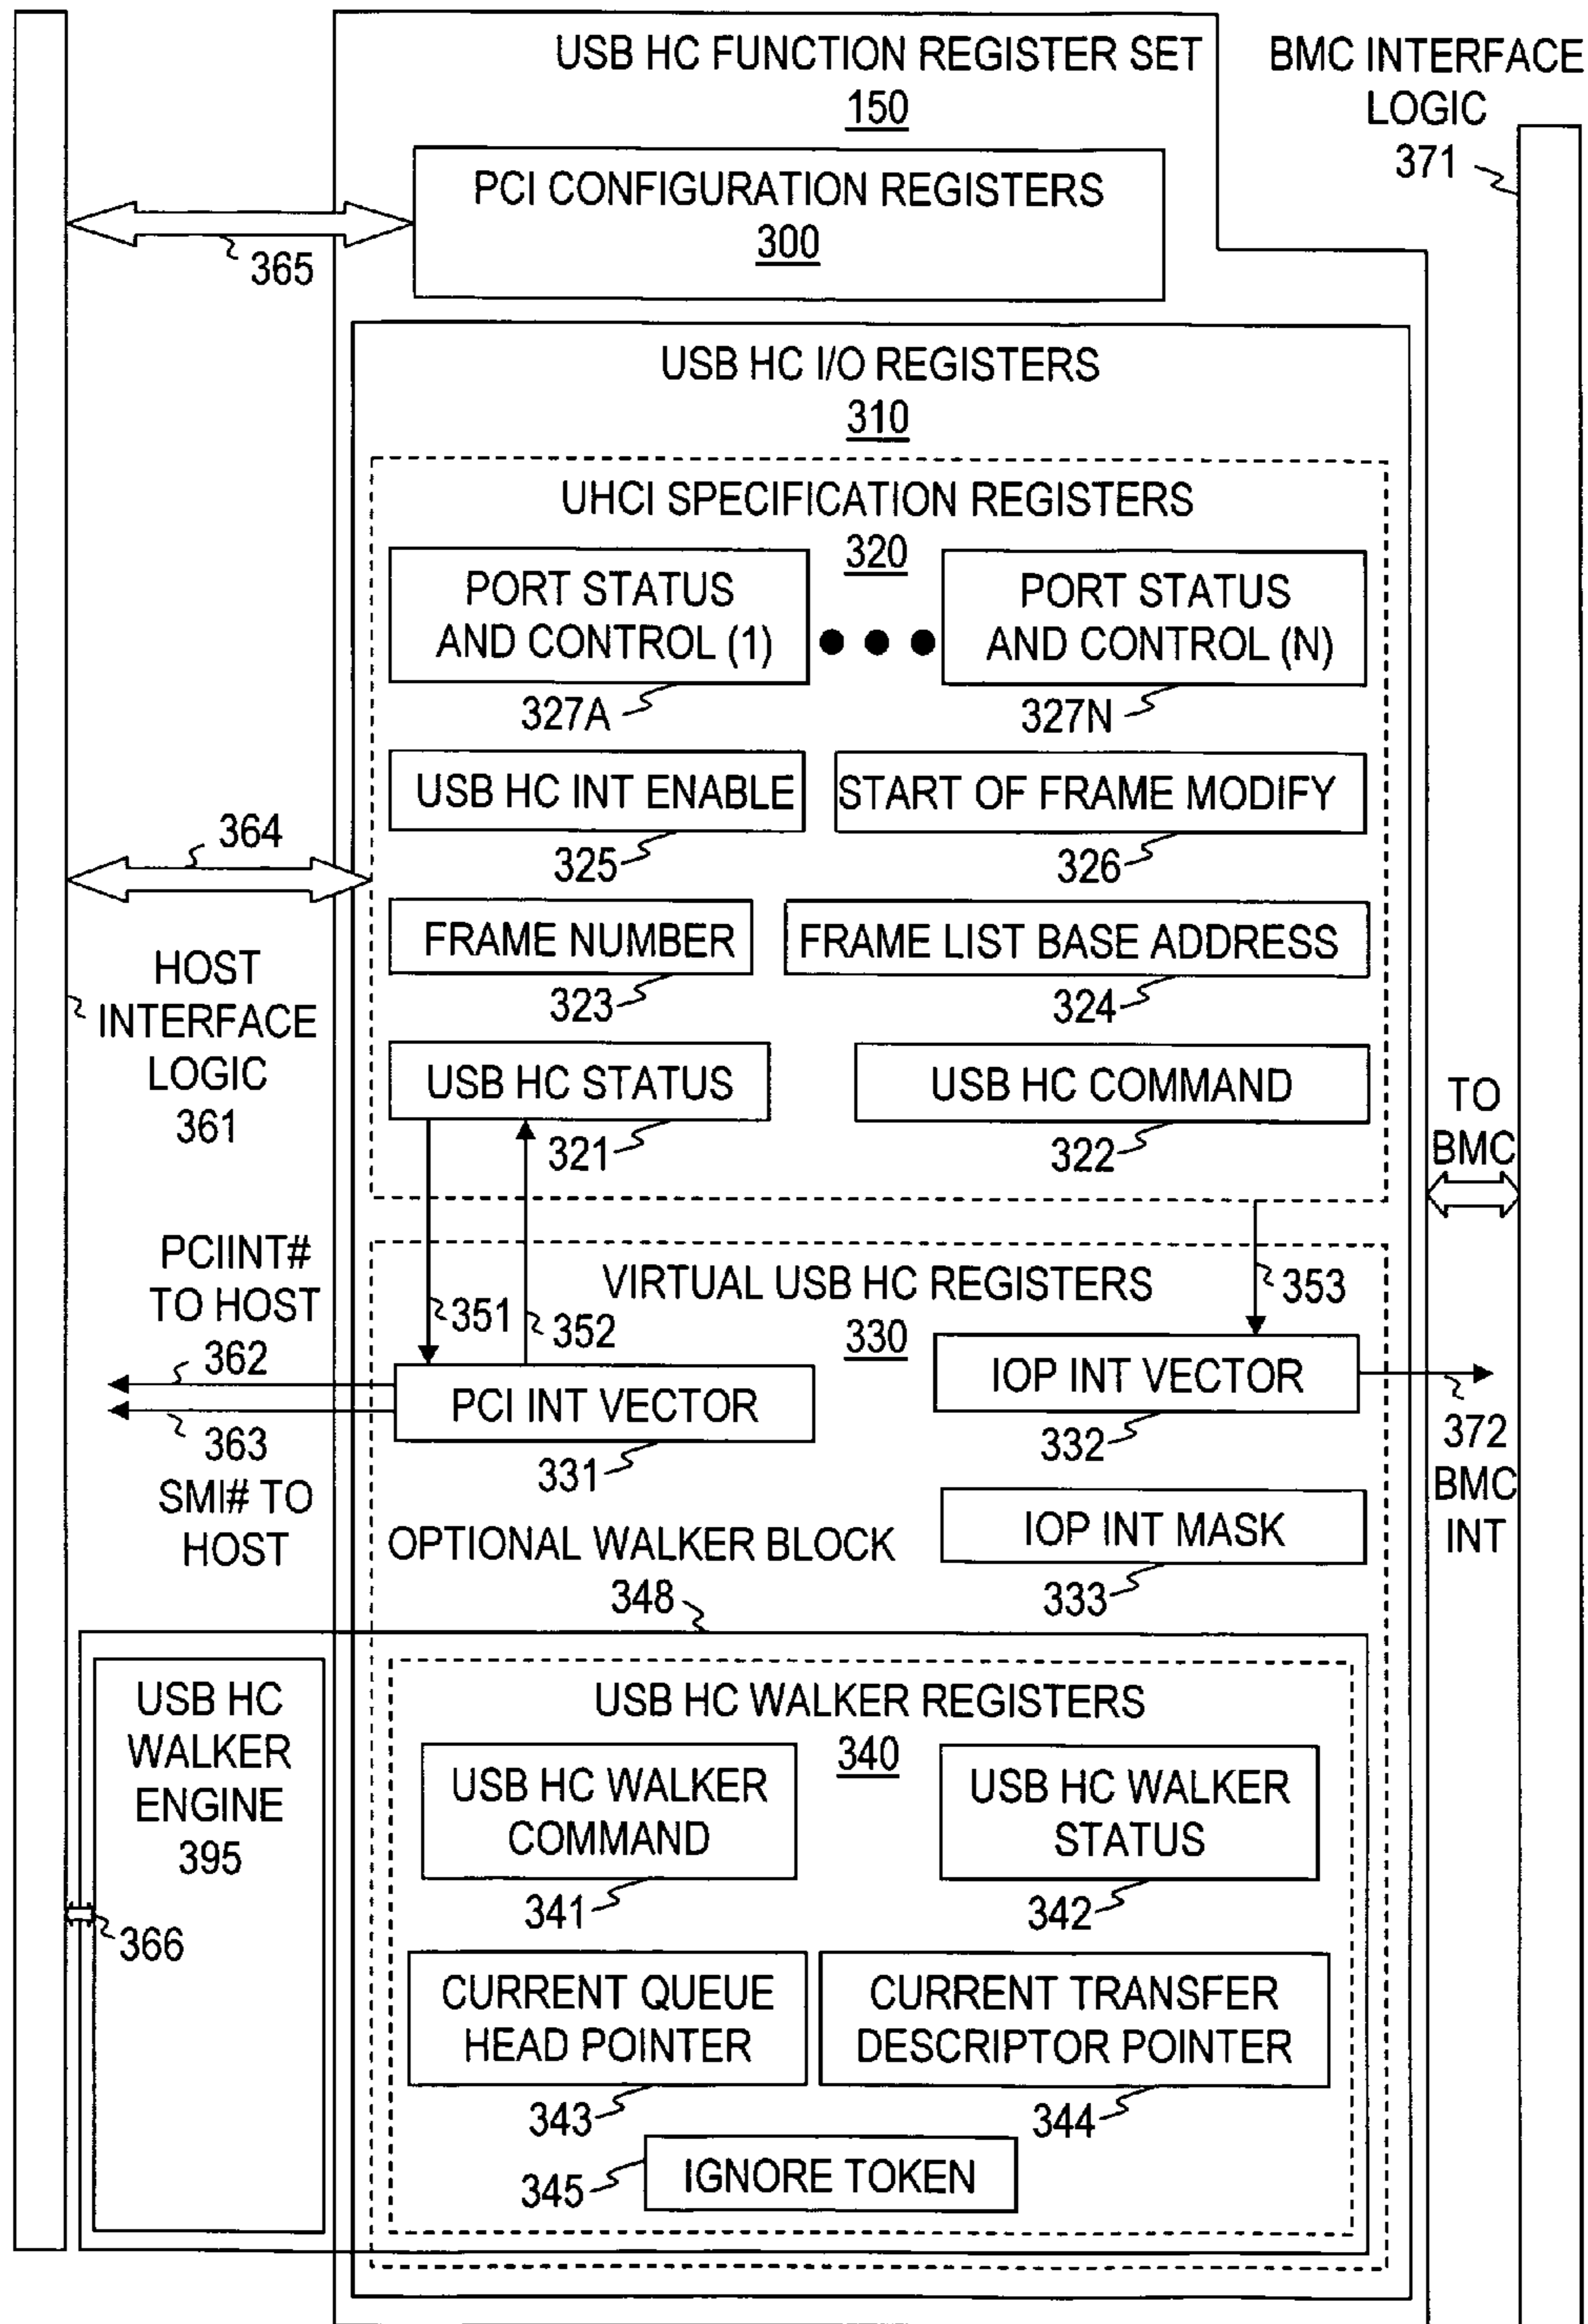 USB HC FUNCTION REGISTER SET
150
BMC INTERFACE
LOGIC
371
PCI CONFIGURATION REGISTERS
300
365
USB HC I/O REGISTERS
310
UHCI SPECIFICATION REGISTERS
320
PORT STATUS
AND CONTROL (1)
327A
PORT STATUS
AND CONTROL (N)
327N
USB HC INT ENABLE
325
START OF FRAME MODIFY
326
364
FRAME NUMBER
323
FRAME LIST BASE ADDRESS
324
HOST
INTERFACE
LOGIC
361
USB HC STATUS
321
USB HC COMMAND
322
TO
BMC
PCIINT#
TO HOST
362
351
352
VIRTUAL USB HC REGISTERS
330
353
PCI INT VECTOR
331
IOP INT VECTOR
332
363
SMI# TO
HOST
372
BMC
INT
IOP INT MASK
333
OPTIONAL WALKER BLOCK
348
USB HC
WALKER
ENGINE
395
366
USB HC WALKER REGISTERS
340
USB HC WALKER
COMMAND
341
USB HC WALKER
STATUS
342
CURRENT QUEUE
HEAD POINTER
343
CURRENT TRANSFER
DESCRIPTOR POINTER
344
345
IGNORE TOKEN